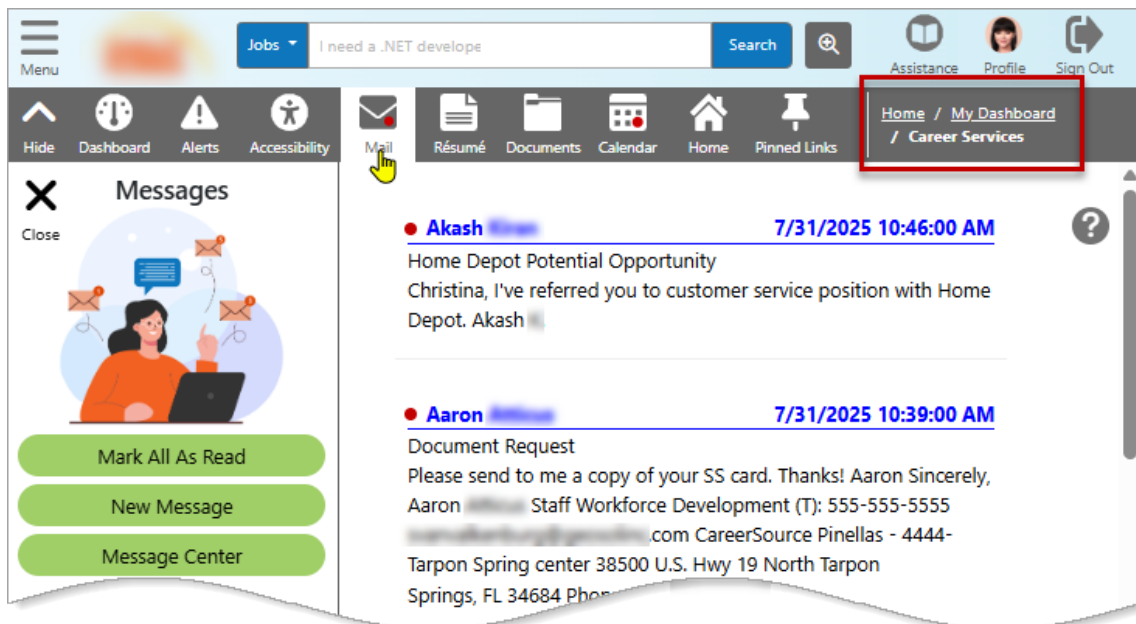 Menu
Jobs
I need a .NET develope
Search
Assistance
Profile
Sign Out
Hide
Dashboard
Alerts
Accessibility
Mail
Résumé
Documents
Calendar
Home
Pinned Links
Home / My Dashboard
/ Career Services
Close
Messages
Mark All As Read
New Message
Message Center
Akash 7/31/2025 10:46:00 AM
Home Depot Potential Opportunity
Christina, I've referred you to customer service position with Home
Depot. Akash
Aaron 7/31/2025 10:39:00 AM
Document Request
Please send to me a copy of your SS card. Thanks! Aaron Sincerely,
Aaron Staff Workforce Development (T): 555-555-5555
.com CareerSource Pinellas - 4444-
Tarpon Spring center 38500 U.S. Hwy 19 North Tarpon
Springs, FL 34684